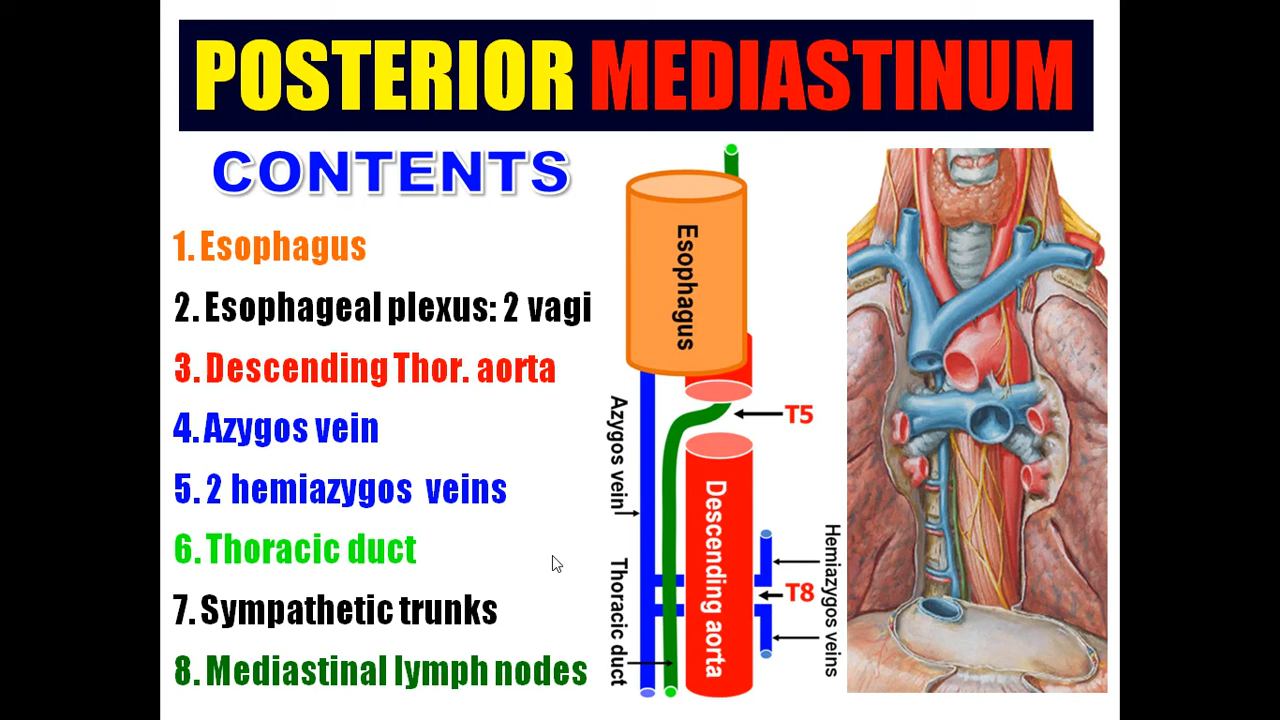 POSTERIOR MEDIASTINUM
CONTENTS
1. Esophagus
2. Esophageal plexus: 2 vagi
3. Descending Thor. aorta
4. Azygos vein
5. 2 hemiazygos veins
6. Thoracic duct
7. Sympathetic trunks
8. Mediastinal lymph nodes
Esophagus
T5
Azygos vein
Descending aorta
T8
Thoracic duct
Hemiazygos veins